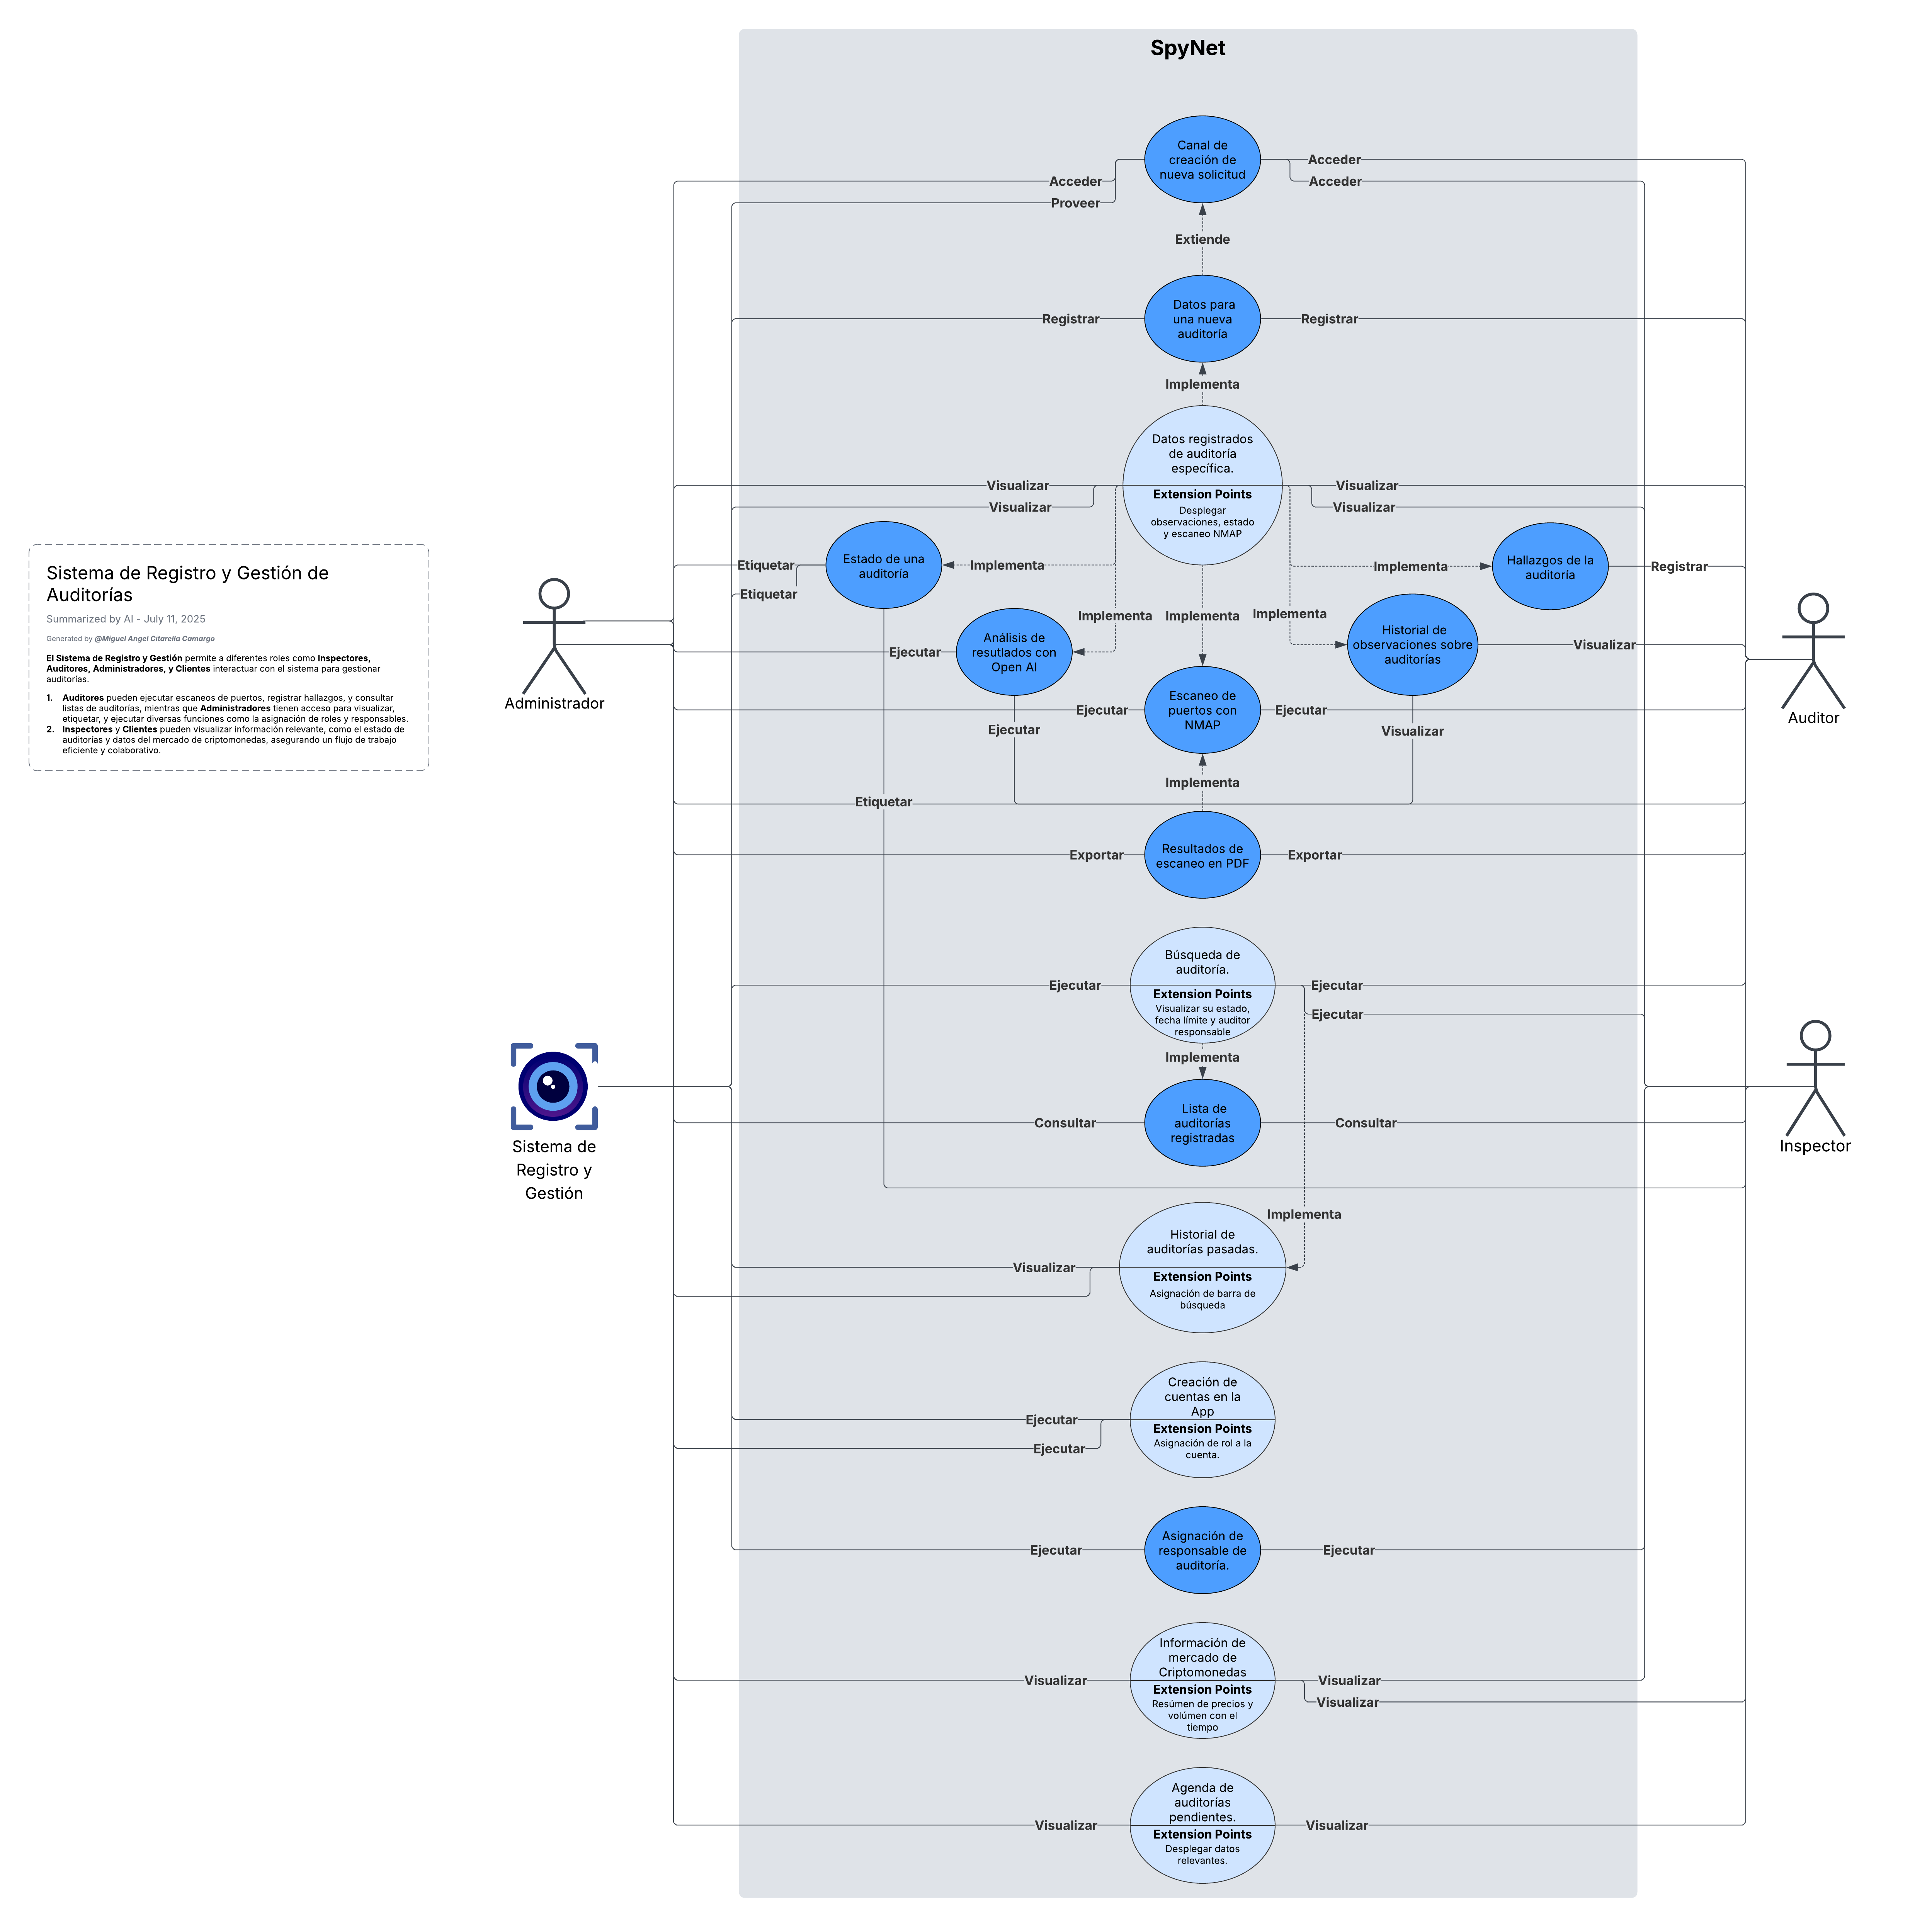 SpyNet
Canal de
creación de
nueva solicitud
Acceder
Acceder
Acceder
Proveer
Extiende
Datos para
una nueva
auditoría
Registrar
Registrar
Implementa
Datos registrados
de auditoría
específica.
Extension Points
Desplegar
observaciones, estado
y escaneo NMAP
Visualizar
Visualizar
Visualizar
Visualizar
Sistema de Registro y Gestión de
Auditorías
Summarized by AI - July 11, 2025
Generated by @Miguel Angel Citarella Camargo
El Sistema de Registro y Gestión permite a diferentes roles como Inspectores,
Auditores, Administradores, y Clientes interactuar con el sistema para gestionar
auditorías.
1. Auditores pueden ejecutar escaneos de puertos, registrar hallazgos, y consultar
listas de auditorías, mientras que Administradores tienen acceso para visualizar,
etiquetar, y ejecutar diversas funciones como la asignación de roles y responsables.
2. Inspectores y Clientes pueden visualizar información relevante, como el estado de
auditorías y datos del mercado de criptomonedas, asegurando un flujo de trabajo
eficiente y colaborativo.
Administrador
Etiquetar
Etiquetar
Estado de una
auditoría
Implementa
Implementa
Hallazgos de la
auditoría
Registrar
Implementa
Implementa
Implementa
Ejecutar
Análisis de
resutlados con
Open AI
Historial de
observaciones sobre
auditorías
Visualizar
Auditor
Ejecutar
Escaneo de
puertos con
NMAP
Ejecutar
Ejecutar
Visualizar
Implementa
Etiquetar
Exportar
Resultados de
escaneo en PDF
Exportar
Búsqueda de
auditoría.
Extension Points
Visualizar su estado,
fecha límite y auditor
responsable
Ejecutar
Ejecutar
Ejecutar
Implementa
Sistema de
Registro y
Gestión
Inspector
Consultar
Lista de
auditorías
registradas
Consultar
Implementa
Historial de
auditorías pasadas.
Extension Points
Asignación de barra de
búsqueda
Visualizar
Creación de
cuentas en la
App
Extension Points
Asignación de rol a la
cuenta.
Ejecutar
Ejecutar
Ejecutar
Asignación de
responsable de
auditoría.
Ejecutar
Información de
mercado de
Criptomonedas
Extension Points
Resúmen de precios y
volúmen con el
tiempo
Visualizar
Visualizar
Visualizar
Agenda de
auditorías
pendientes.
Extension Points
Desplegar datos
relevantes.
Visualizar
Visualizar